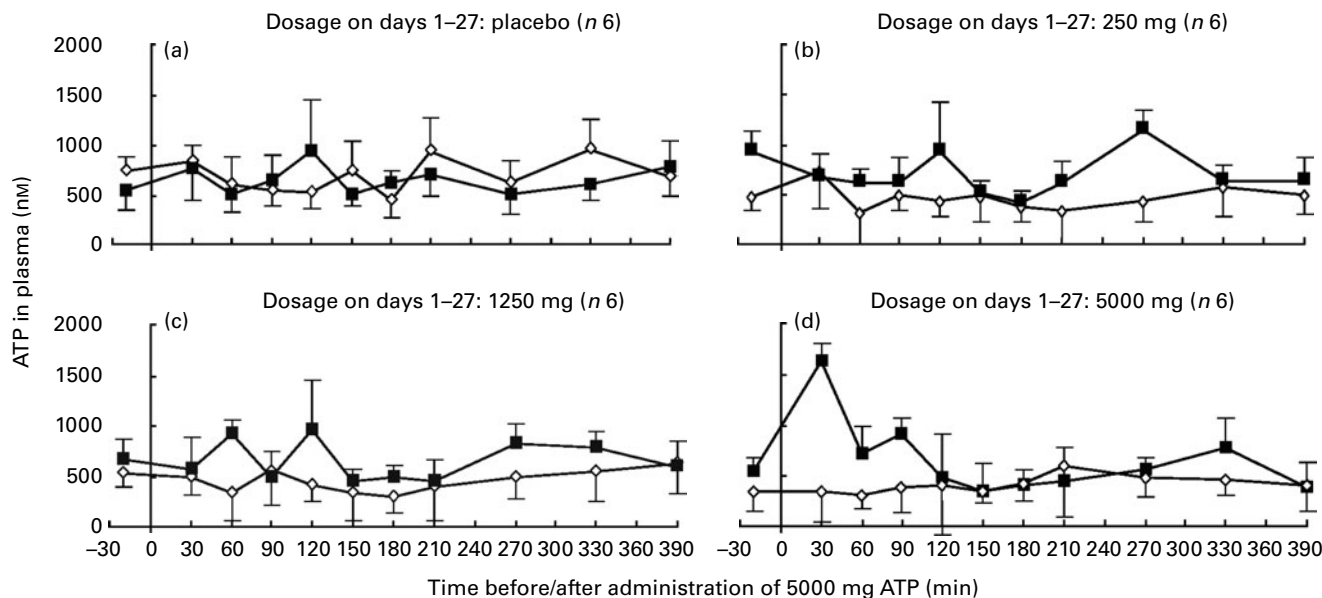 Dosage on days 1–27: placebo (n 6)
Dosage on days 1–27: 250 mg (n 6)
2000
1500
1000
500
0
(a)
(b)
Dosage on days 1–27: 1250 mg (n 6)
Dosage on days 1–27: 5000 mg (n 6)
2000
1500
1000
500
0
(c)
(d)
ATP in plasma (nM)
–30 0 30 60 90 120 150 180 210 240 270 300 330 360 390
–30 0 30 60 90 120 150 180 210 240 270 300 330 360 390
Time before/after administration of 5000 mg ATP (min)